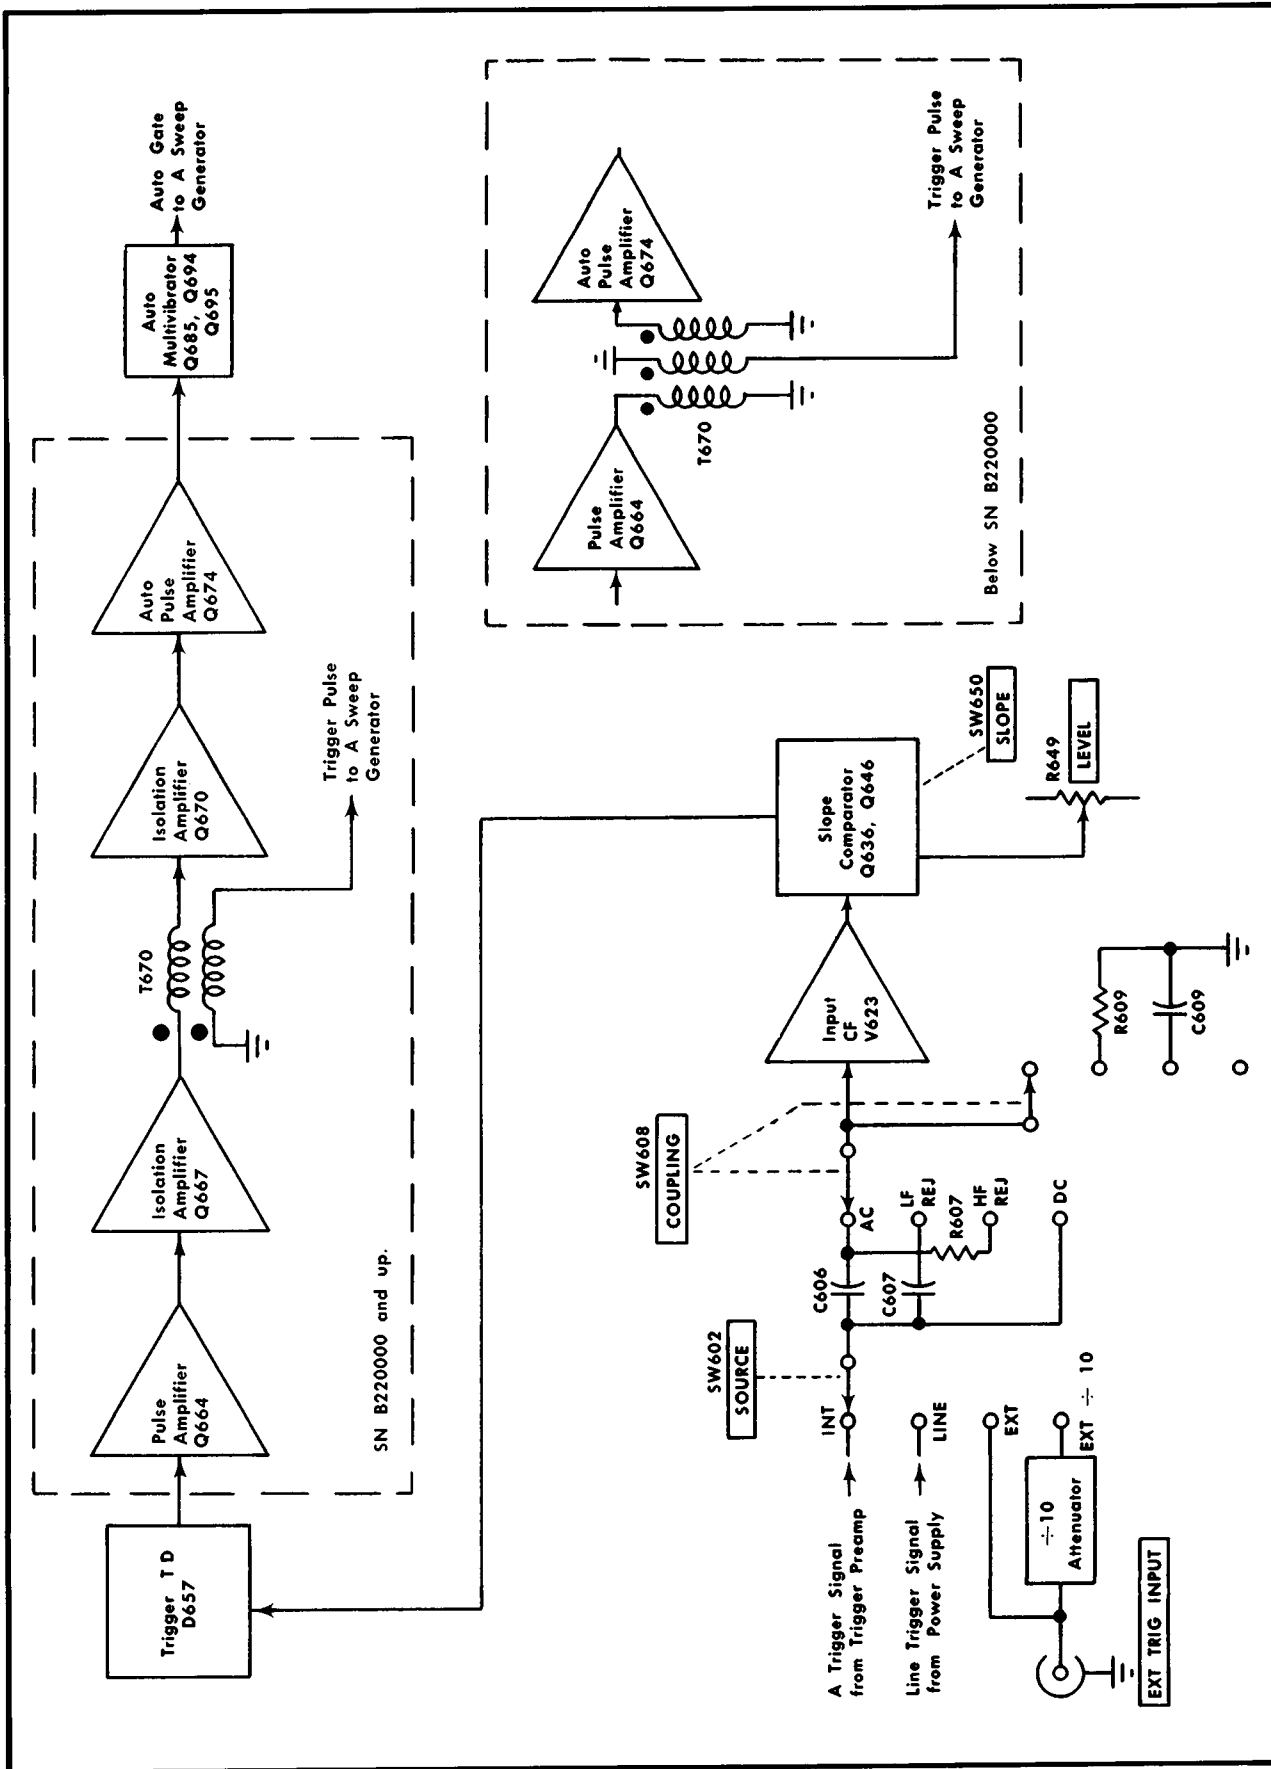 Trigger TD
D657
Pulse
Amplifier
Q664
Isolation
Amplifier
Q667
T670
Isolation
Amplifier
Q670
Auto
Pulse
Amplifier
Q674
Auto
Multivibrator
Q685, Q694
Q695
Auto Gate
to A Sweep
Generator
Trigger Pulse
to A Sweep
Generator
SN B220000 and up.
Pulse
Amplifier
Q664
T670
Auto
Pulse
Amplifier
Q674
Trigger Pulse
to A Sweep
Generator
Below SN B220000
A Trigger Signal
from Trigger Preamp
INT
Line Trigger Signal
from Power Supply
LINE
EXT
÷10
Attenuator
EXT ÷ 10
EXT TRIG INPUT
SW602
SOURCE
C606
C607
R607
AC
LF
REJ
HF
REJ
DC
SW608
COUPLING
Input
CF
V623
R609
C609
Slope
Comparator
Q636, Q646
SW650
SLOPE
R649
LEVEL